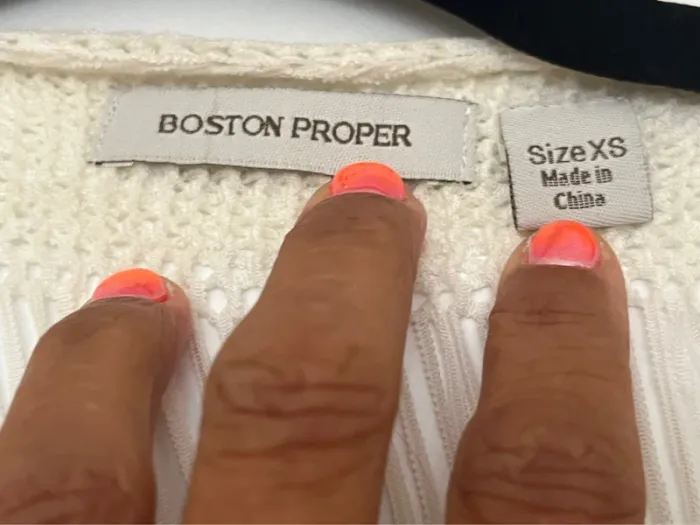 BOSTON PROPER
Size XS
Made in
China